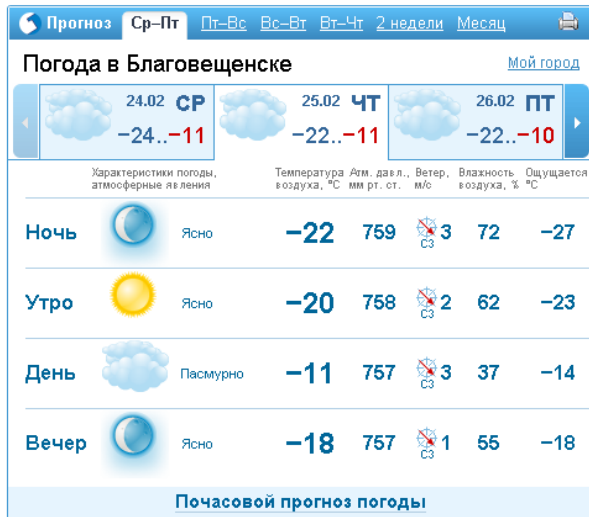 Прогноз Ср–Пт Пт–Вс Вс–Вт Вт–Чт 2 недели Месяц
Погода в Благовещенске Мой город
24.02 СР 25.02 ЧТ 26.02 ПТ
−24..−11 −22..−11 −22..−10
Характеристики погоды, Температура Атм. давл., Ветер, Влажность Ощущается
атмосферные явления воздуха, °C мм рт. ст. м/с воздуха, % °C
Ночь Ясно −22 759 СЗ 3 72 −27
Утро Ясно −20 758 СЗ 2 62 −23
День Пасмурно −11 757 СЗ 3 37 −14
Вечер Ясно −18 757 СЗ 1 55 −18
Почасовой прогноз погоды